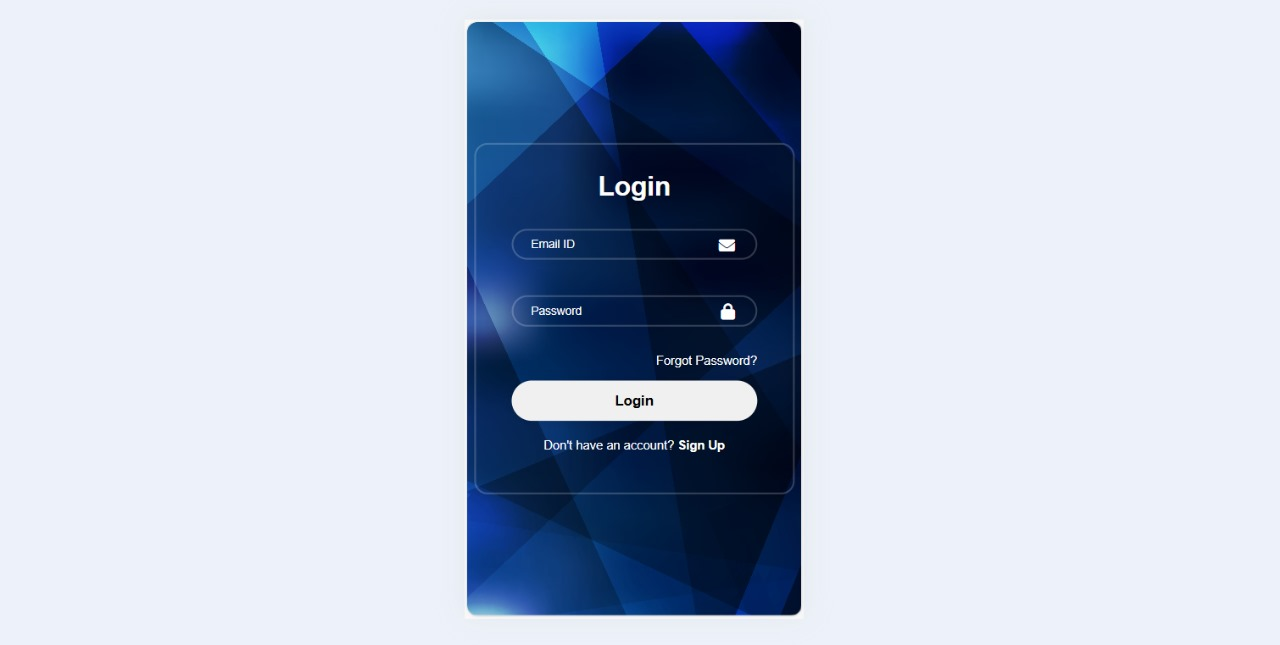 Login
Email ID
Password
Forgot Password?
Login
Don't have an account? Sign Up